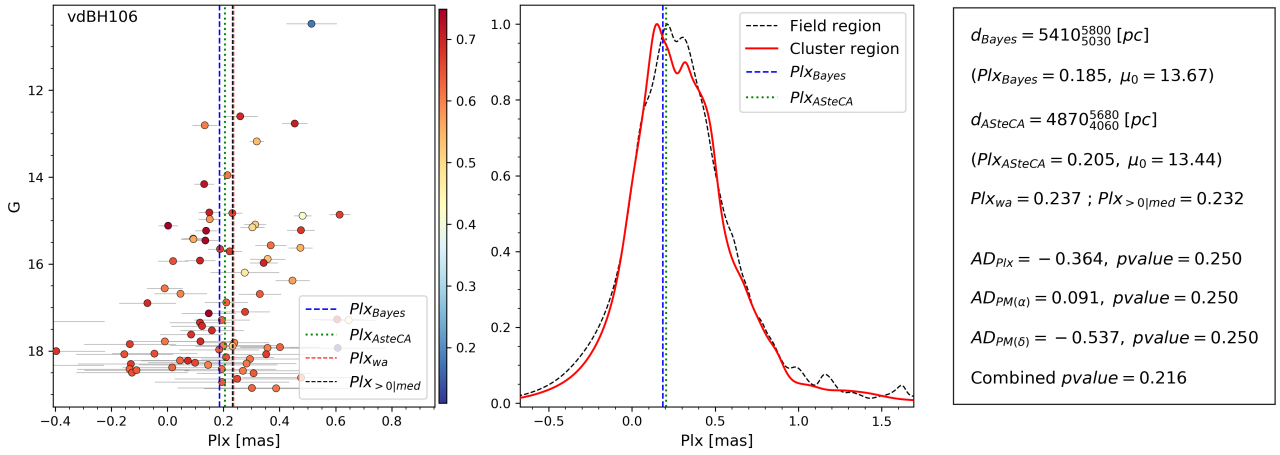 vdBH106
G
12
14
16
18
−0.4
−0.2
0.0
0.2
0.4
0.6
0.8
Plx [mas]
Plx_Bayes
Plx_AsteCA
Plx_wa
Plx_>0|med
0.7
0.6
0.5
0.4
0.3
0.2
1.0
0.8
0.6
0.4
0.2
0.0
−0.5
0.0
0.5
1.0
1.5
Plx [mas]
Field region
Cluster region
Plx_Bayes
Plx_ASteCA
d_Bayes = 5410^5800_5030 [pc]
(Plx_Bayes = 0.185, μ_0 = 13.67)
d_ASteCA = 4870^5680_4060 [pc]
(Plx_ASteCA = 0.205, μ_0 = 13.44)
Plx_wa = 0.237 ; Plx_>0|med = 0.232
AD_Plx = −0.364, pvalue = 0.250
AD_PM(α) = 0.091, pvalue = 0.250
AD_PM(δ) = −0.537, pvalue = 0.250
Combined pvalue = 0.216